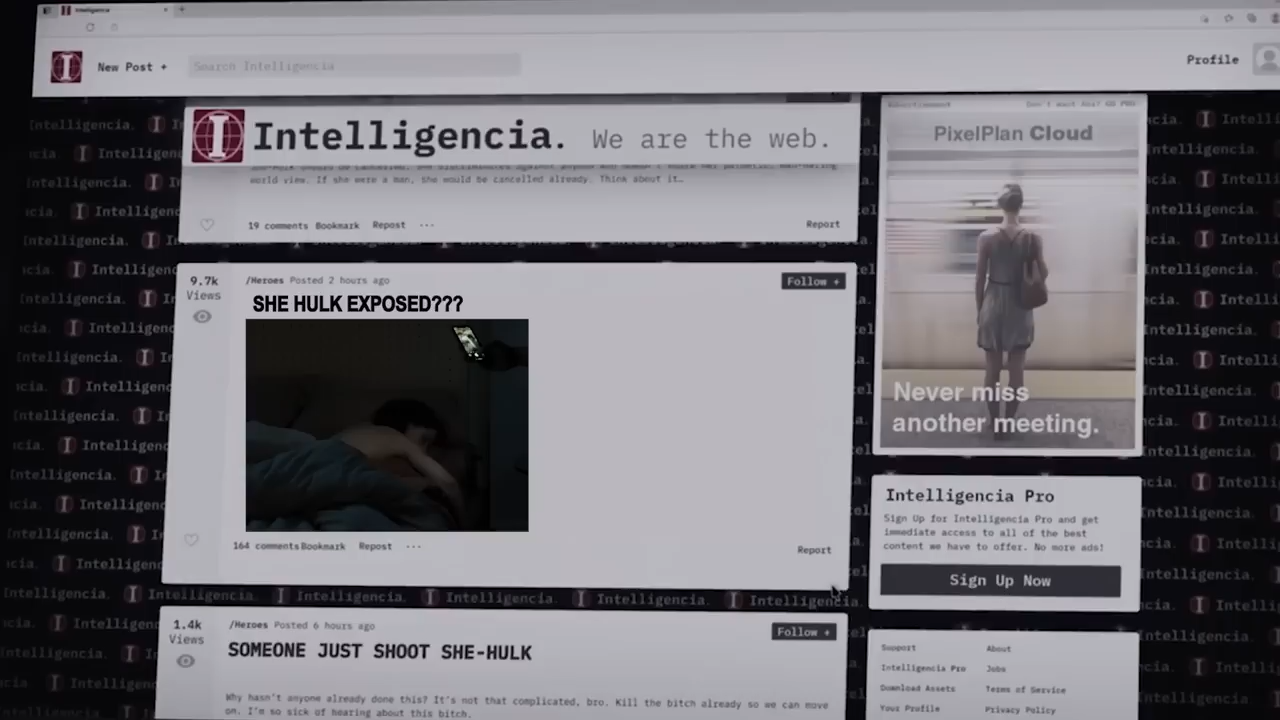 Intelligencia
New Post +
Search Intelligencia
Profile
Intelligencia. We are the web.
world view. If she were a man, she would be cancelled already. Think about it…
19 comments Bookmark Repost ...
Report
9.7k
Views
/Heroes Posted 2 hours ago
Follow +
SHE HULK EXPOSED???
164 comments Bookmark Repost ...
Report
1.4k
Views
/Heroes Posted 6 hours ago
Follow +
SOMEONE JUST SHOOT SHE-HULK
Why hasn't anyone already done this? It's not that complicated, bro. Kill the bitch already so we can move
on. I'm so sick of hearing about this bitch.
Advertisement
Don't want Ads? GO PRO
PixelPlan Cloud
Never miss
another meeting.
Intelligencia Pro
Sign Up for Intelligencia Pro and get
immediate access to all of the best
content we have to offer. No more ads!
Sign Up Now
Support
About
Intelligencia Pro
Jobs
Download Assets
Terms of Service
Your Profile
Privacy Policy